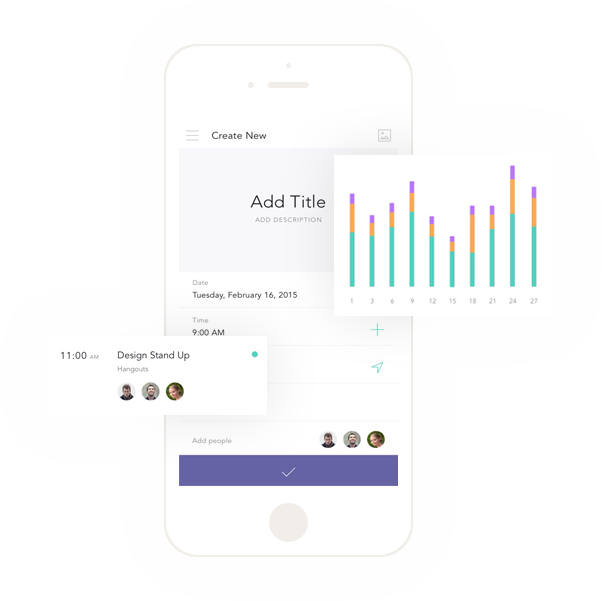 Create New
Add Title
ADD DESCRIPTION
1 3 6 9 12 15 18 21 24 27
Date
Tuesday, February 16, 2015
Time
9:00 AM
11:00 AM
Design Stand Up
Hangouts
Add people